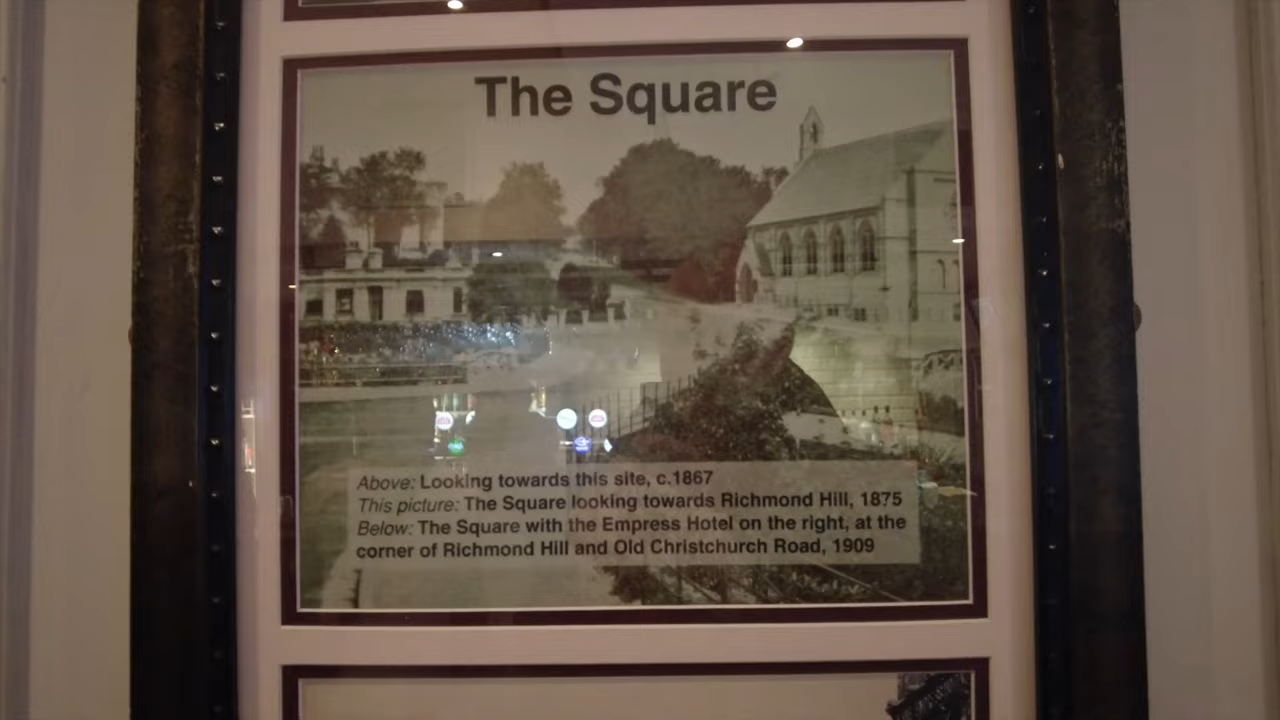 The Square
Above: Looking towards this site, c.1867
This picture: The Square looking towards Richmond Hill, 1875
Below: The Square with the Empress Hotel on the right, at the
corner of Richmond Hill and Old Christchurch Road, 1909